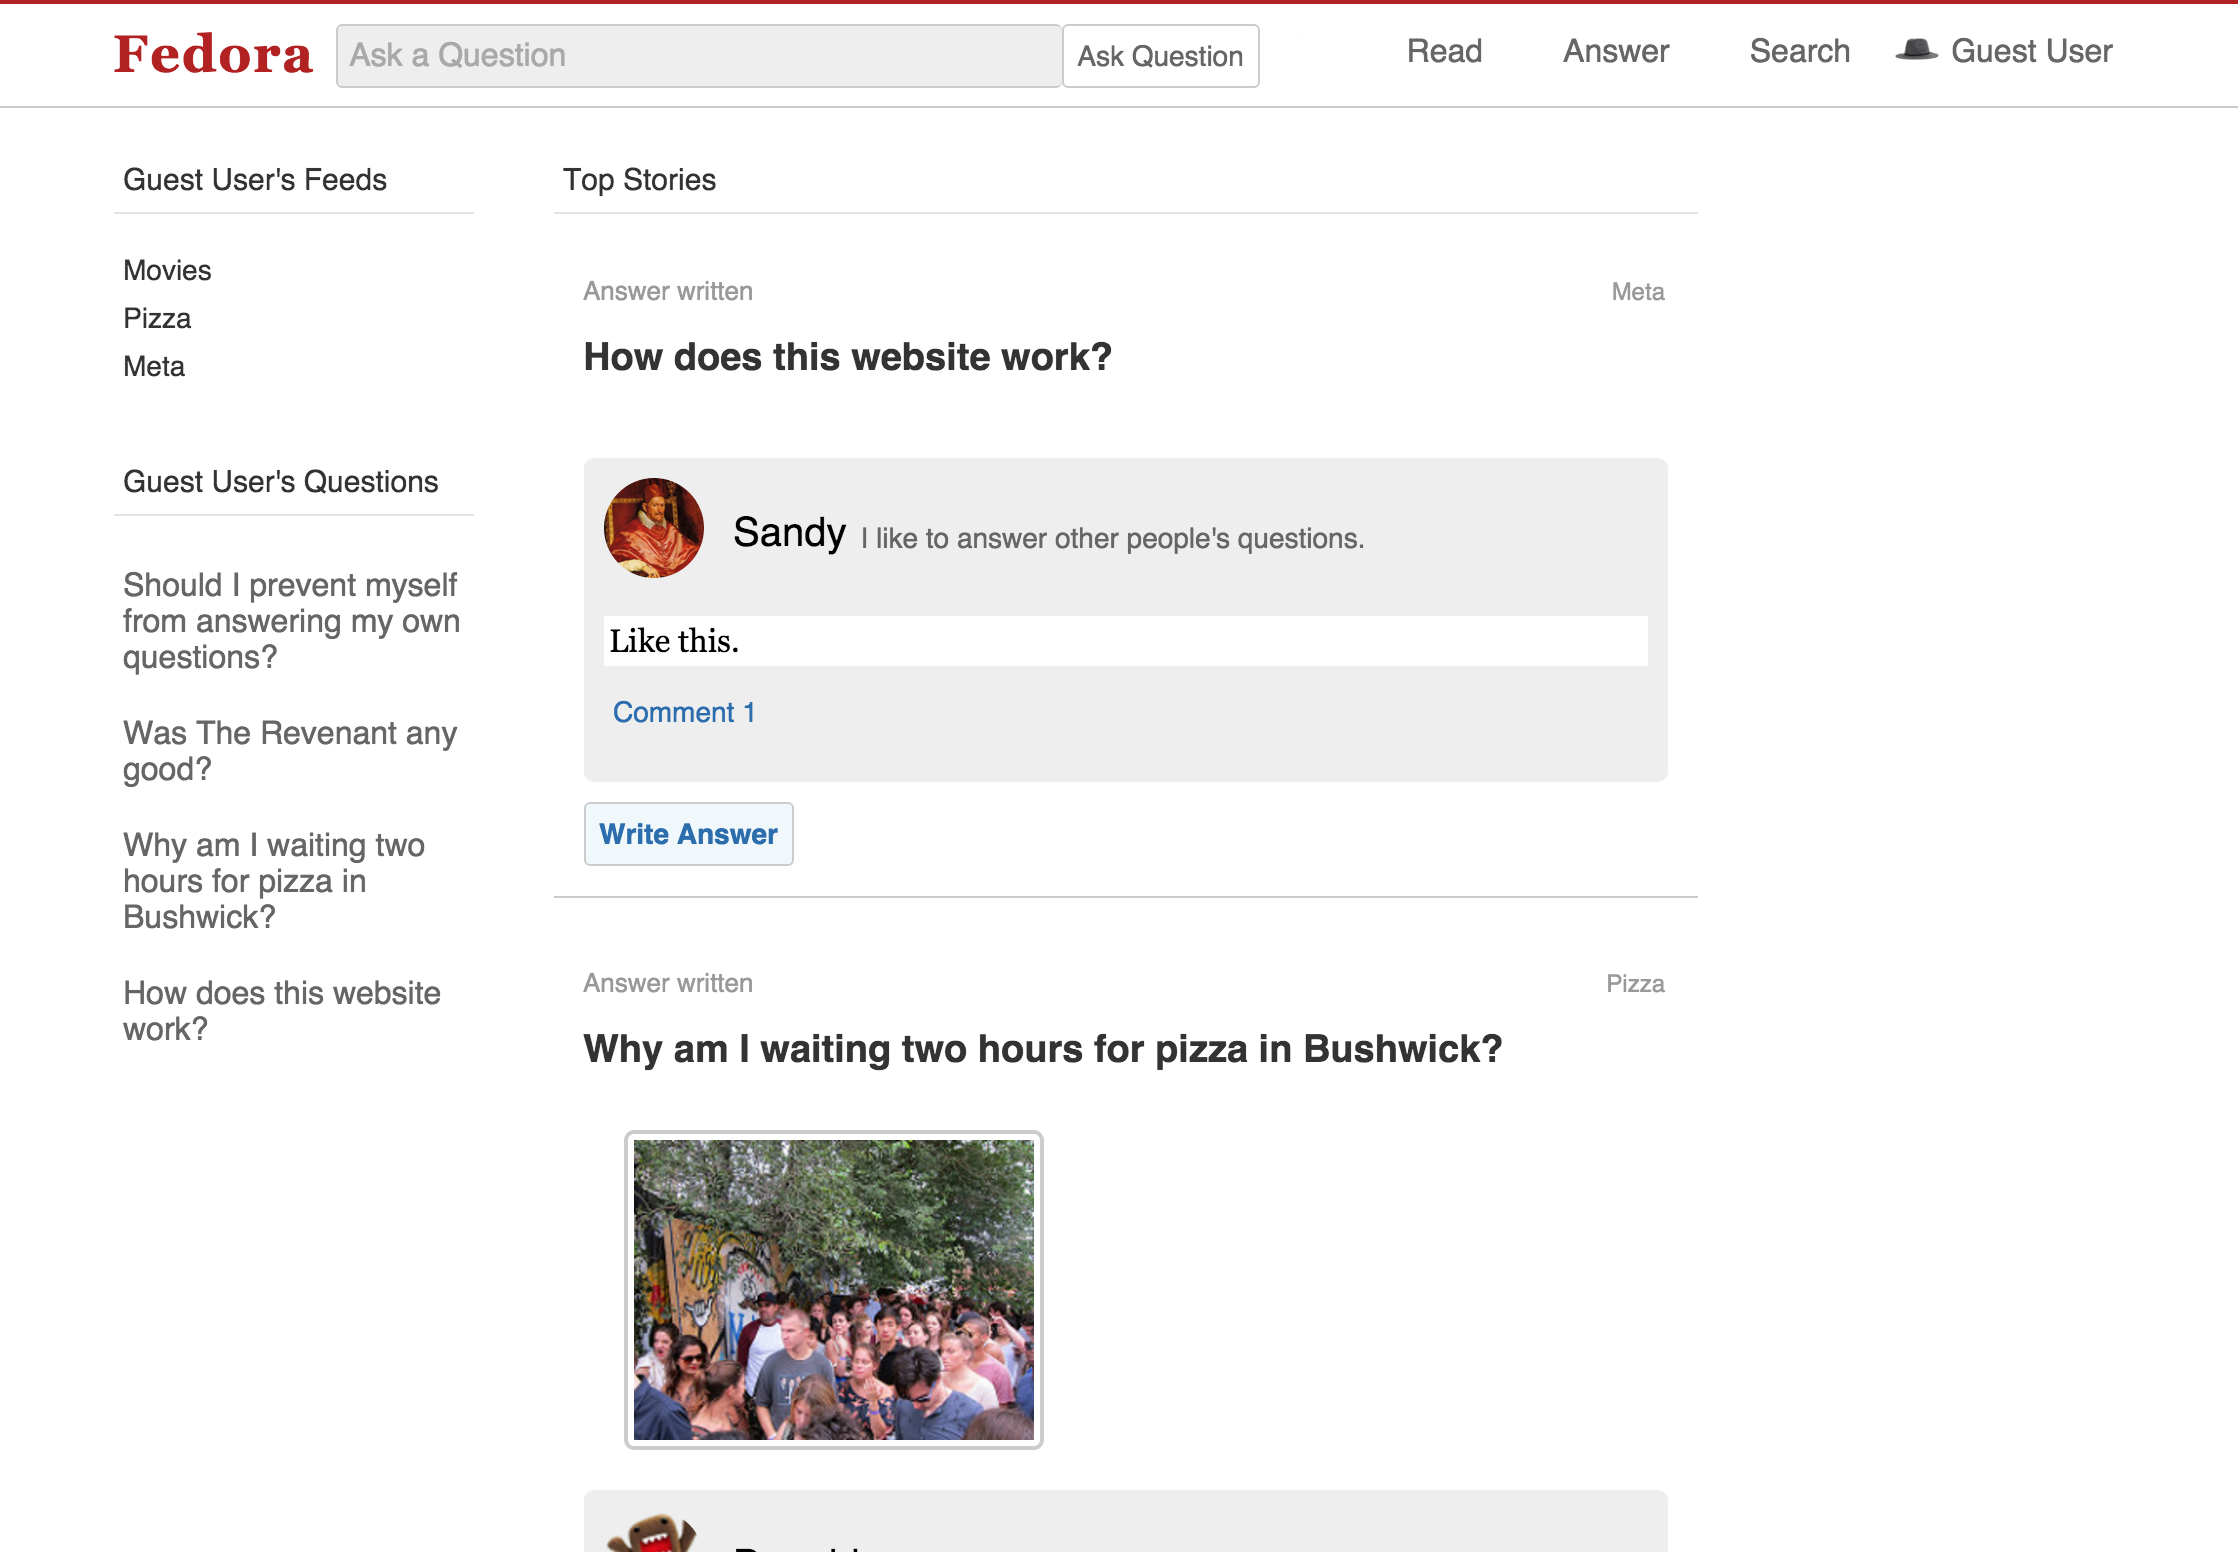 Fedora
Ask a Question
Ask Question
Read
Answer
Search
Guest User
Guest User's Feeds
Movies
Pizza
Meta
Guest User's Questions
Should I prevent myself
from answering my own
questions?
Was The Revenant any
good?
Why am I waiting two
hours for pizza in
Bushwick?
How does this website
work?
Top Stories
Answer written
Meta
How does this website work?
Sandy I like to answer other people's questions.
Like this.
Comment 1
Write Answer
Answer written
Pizza
Why am I waiting two hours for pizza in Bushwick?